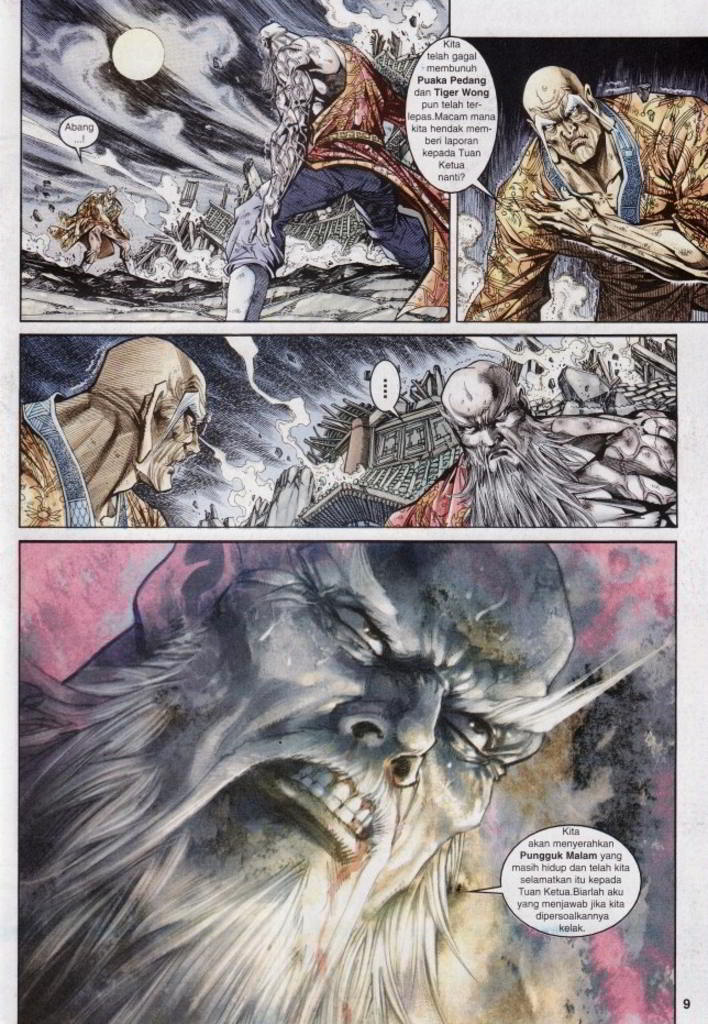 Abang
...!
Kita
telah gagal
membunuh
Puaka Pedang
dan Tiger Wong
pun telah ter-
lepas.Macam mana
kita hendak mem-
beri laporan
kepada Tuan
Ketua
nanti?
Kita
akan menyerahkan
Pungguk Malam yang
masih hidup dan telah kita
selamatkan itu kepada
Tuan Ketua.Biarlah aku
yang menjawab jika kita
dipersoalkannya
kelak.
9